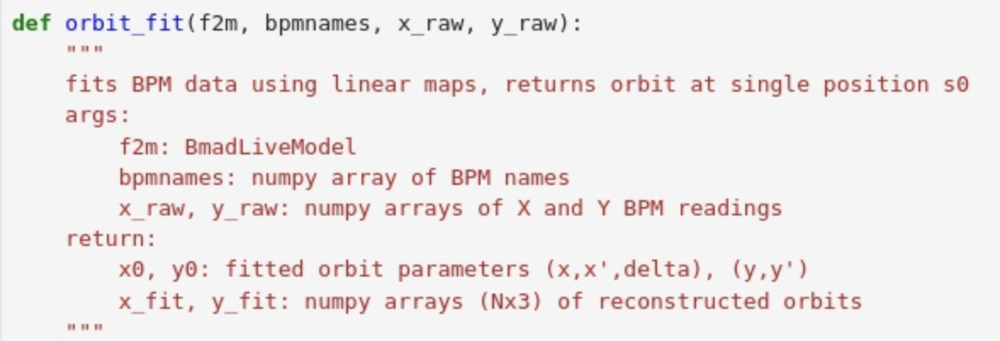 def orbit_fit(f2m, bpmnames, x_raw, y_raw):
    """
    fits BPM data using linear maps, returns orbit at single position s0
    args:
        f2m: BmadLiveModel
        bpmnames: numpy array of BPM names
        x_raw, y_raw: numpy arrays of X and Y BPM readings
    return:
        x0, y0: fitted orbit parameters (x,x',delta), (y,y')
        x_fit, y_fit: numpy arrays (Nx3) of reconstructed orbits
    """